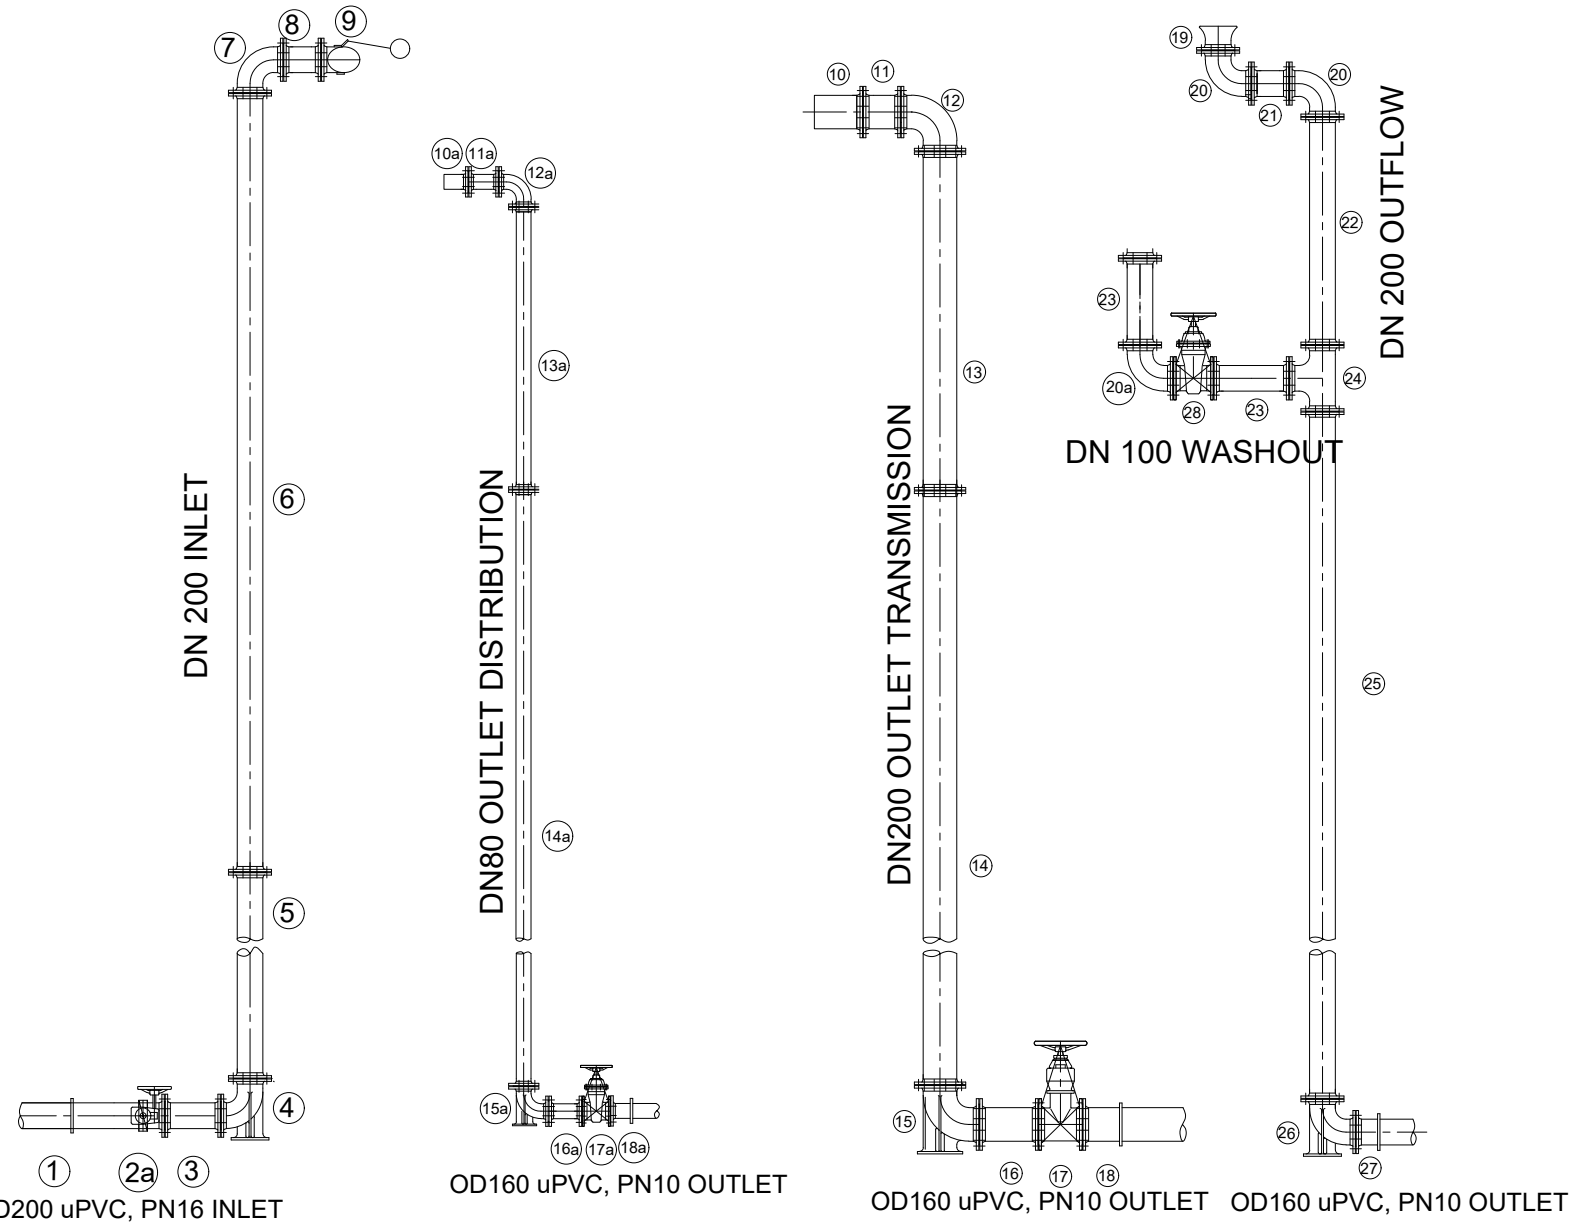 7
8
9
DN 200 INLET
6
5
4
1
2a
3
D200 uPVC, PN16 INLET
10a
11a
12a
13a
DN80 OUTLET DISTRIBUTION
14a
15a
16a
17a
18a
OD160 uPVC, PN10 OUTLET
10
11
12
13
DN200 OUTLET TRANSMISSION
14
15
16
17
18
OD160 uPVC, PN10 OUTLET
19
20
21
20
DN 200 OUTFLOW
22
23
20a
28
23
24
DN 100 WASHOUT
25
26
27
OD160 uPVC, PN10 OUTLET